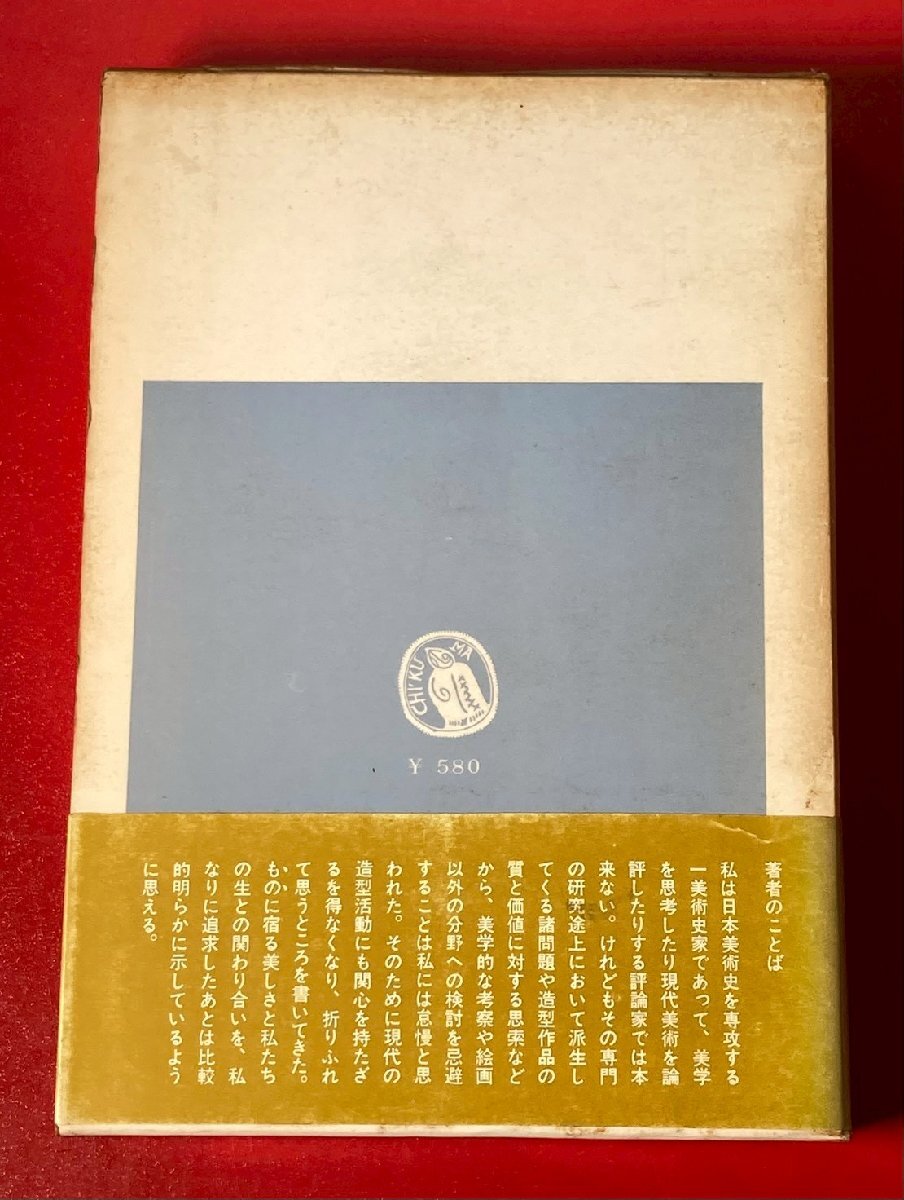 CHI'KU MA
¥ 580
著者のことば
私は日本美術史を専攻する
一美術史家であって、美学
を思考したり現代美術を論
評したりする評論家では本
来ない。けれどもその専門
の研究途上において派生し
てくる諸問題や造型作品の
質と価値に対する思索など
から、美学的な考察や絵画
以外の分野への検討を忌避
することは私には怠慢と思
われた。そのために現代の
造型活動にも関心を持たざ
るを得なくなり、折りふれ
て思うところを書いてきた。
ものに宿る美しさと私たち
の生との関わり合いを、私
なりに追求したあとは比較
的明らかに示しているよう
に思える。